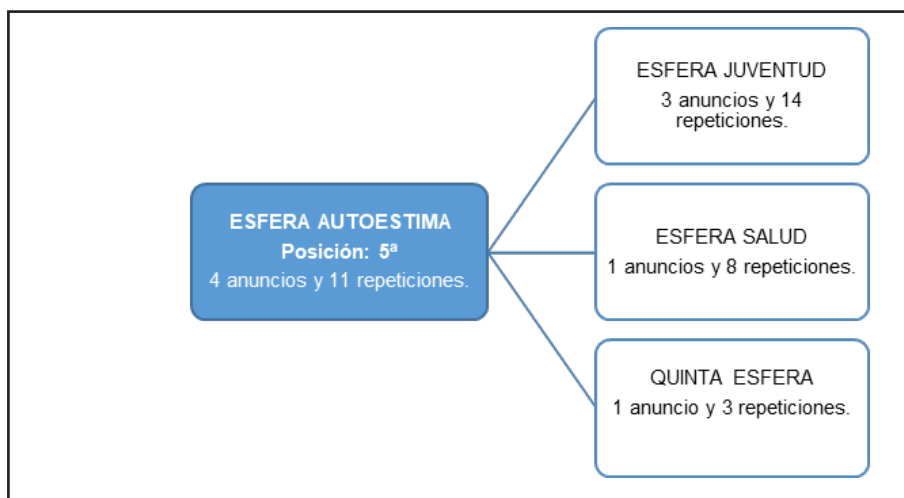 ESFERA JUVENTUD
3 anuncios y 14
repeticiones.
ESFERA AUTOESTIMA
Posición: 5ª
4 anuncios y 11 repeticiones.
ESFERA SALUD
1 anuncios y 8 repeticiones.
QUINTA ESFERA
1 anuncio y 3 repeticiones.